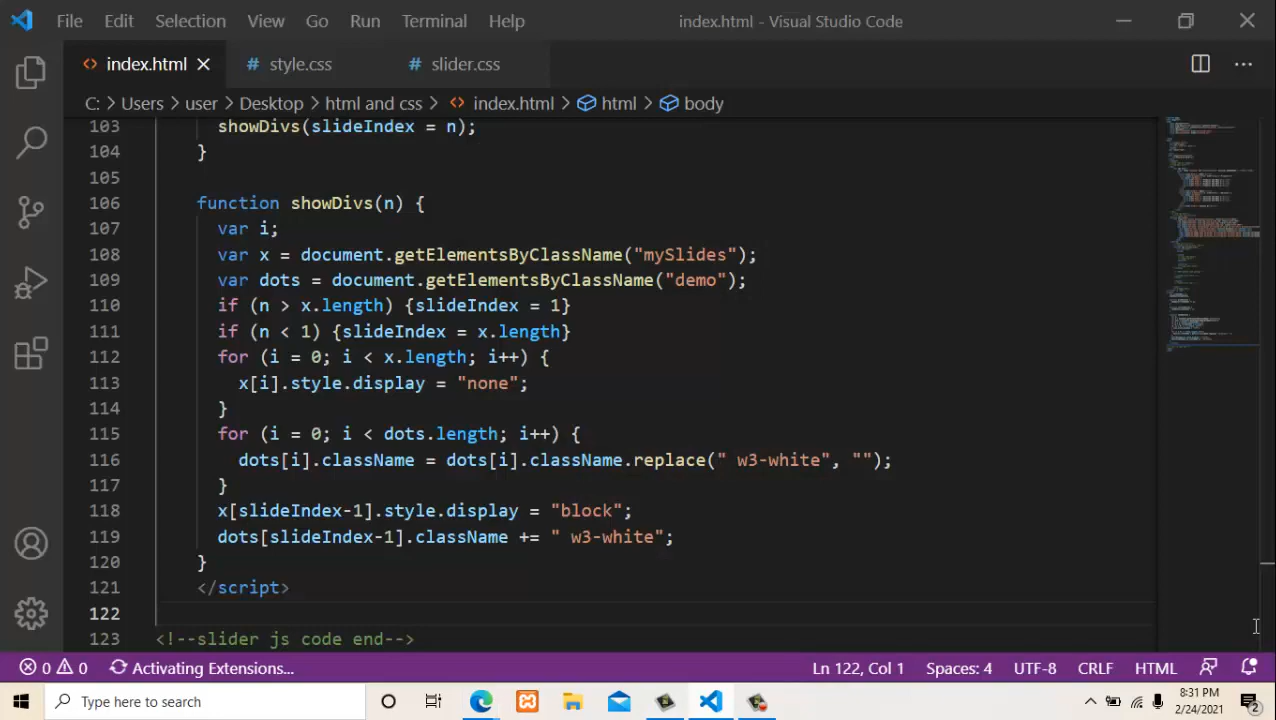 File Edit Selection View Go Run Terminal Help index.html - Visual Studio Code
index.html style.css slider.css
C: > Users > user > Desktop > html and css > index.html > html > body
103 showDivs(slideIndex = n);
104 }
105
106 function showDivs(n) {
107 var i;
108 var x = document.getElementsByClassName("mySlides");
109 var dots = document.getElementsByClassName("demo");
110 if (n > x.length) {slideIndex = 1}
111 if (n < 1) {slideIndex = x.length}
112 for (i = 0; i < x.length; i++) {
113 x[i].style.display = "none";
114 }
115 for (i = 0; i < dots.length; i++) {
116 dots[i].className = dots[i].className.replace(" w3-white", "");
117 }
118 x[slideIndex-1].style.display = "block";
119 dots[slideIndex-1].className += " w3-white";
120 }
121 </script>
122
123 <!--slider js code end-->
0 0 Activating Extensions... Ln 122, Col 1 Spaces: 4 UTF-8 CRLF HTML
Type here to search 8:31 PM
2/24/2021 2